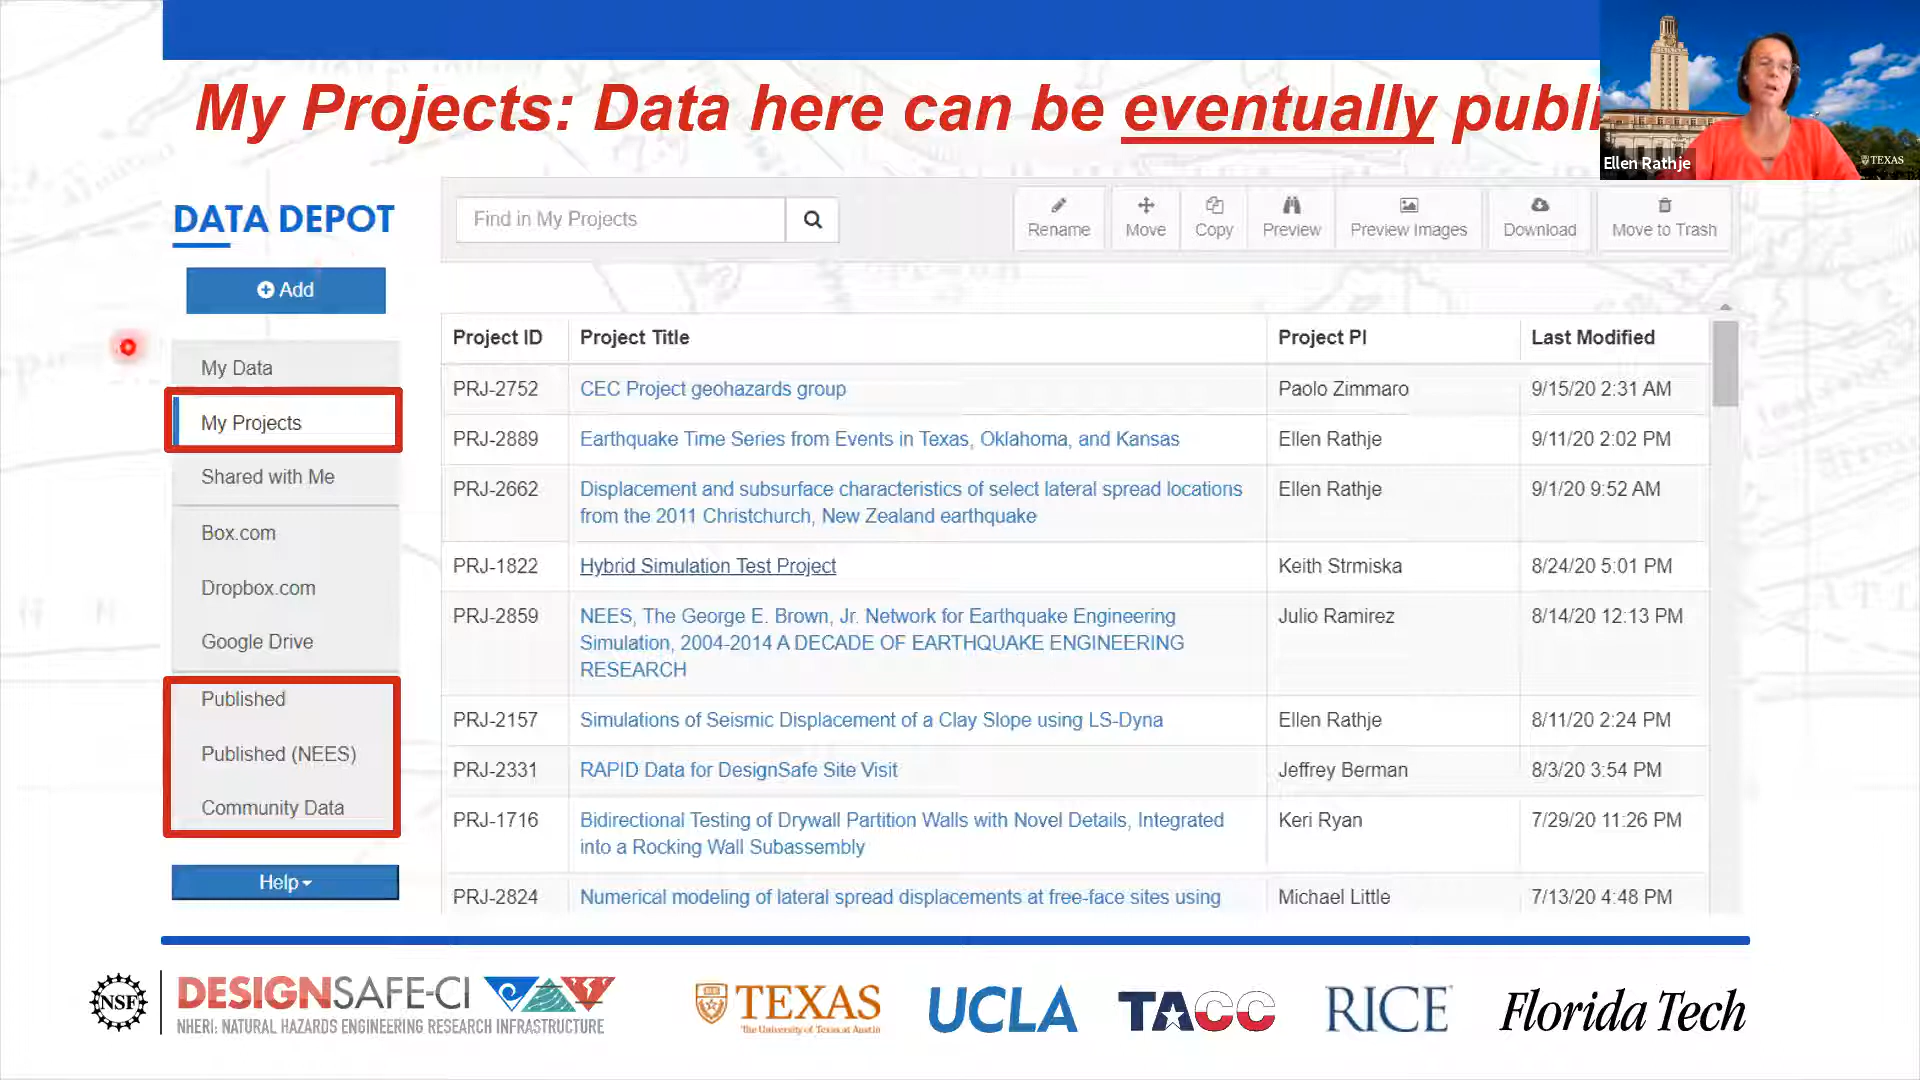 My Projects: Data here can be eventually publi
Ellen Rathje
TEXAS
DATA DEPOT
Add
My Data
My Projects
Shared with Me
Box.com
Dropbox.com
Google Drive
Published
Published (NEES)
Community Data
Help
Find in My Projects
Rename
Move
Copy
Preview
Preview Images
Download
Move to Trash
Project ID Project Title Project PI Last Modified
PRJ-2752 CEC Project geohazards group Paolo Zimmaro 9/15/20 2:31 AM
PRJ-2889 Earthquake Time Series from Events in Texas, Oklahoma, and Kansas Ellen Rathje 9/11/20 2:02 PM
PRJ-2662 Displacement and subsurface characteristics of select lateral spread locations Ellen Rathje 9/1/20 9:52 AM
from the 2011 Christchurch, New Zealand earthquake
PRJ-1822 Hybrid Simulation Test Project Keith Strmiska 8/24/20 5:01 PM
PRJ-2859 NEES, The George E. Brown, Jr. Network for Earthquake Engineering Julio Ramirez 8/14/20 12:13 PM
Simulation, 2004-2014 A DECADE OF EARTHQUAKE ENGINEERING
RESEARCH
PRJ-2157 Simulations of Seismic Displacement of a Clay Slope using LS-Dyna Ellen Rathje 8/11/20 2:24 PM
PRJ-2331 RAPID Data for DesignSafe Site Visit Jeffrey Berman 8/3/20 3:54 PM
PRJ-1716 Bidirectional Testing of Drywall Partition Walls with Novel Details, Integrated Keri Ryan 7/29/20 11:26 PM
into a Rocking Wall Subassembly
PRJ-2824 Numerical modeling of lateral spread displacements at free-face sites using Michael Little 7/13/20 4:48 PM
NSF
DESIGNSAFE-CI
NHERI: NATURAL HAZARDS ENGINEERING RESEARCH INFRASTRUCTURE
TEXAS
The University of Texas at Austin
UCLA
TACC
RICE
Florida Tech